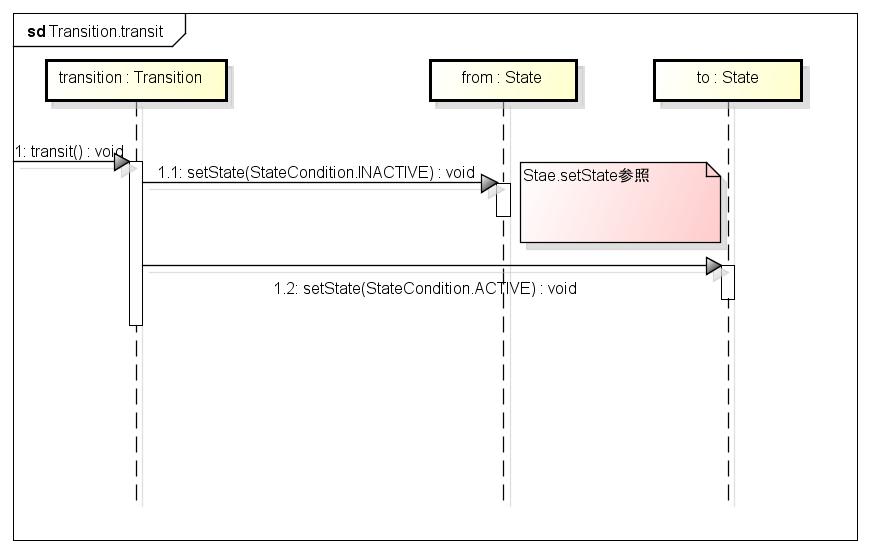 sd Transition.transit
transition : Transition
from : State
to : State
1: transit() : void
1.1: setState(StateCondition.INACTIVE) : void
Stae.setState参照
1.2: setState(StateCondition.ACTIVE) : void